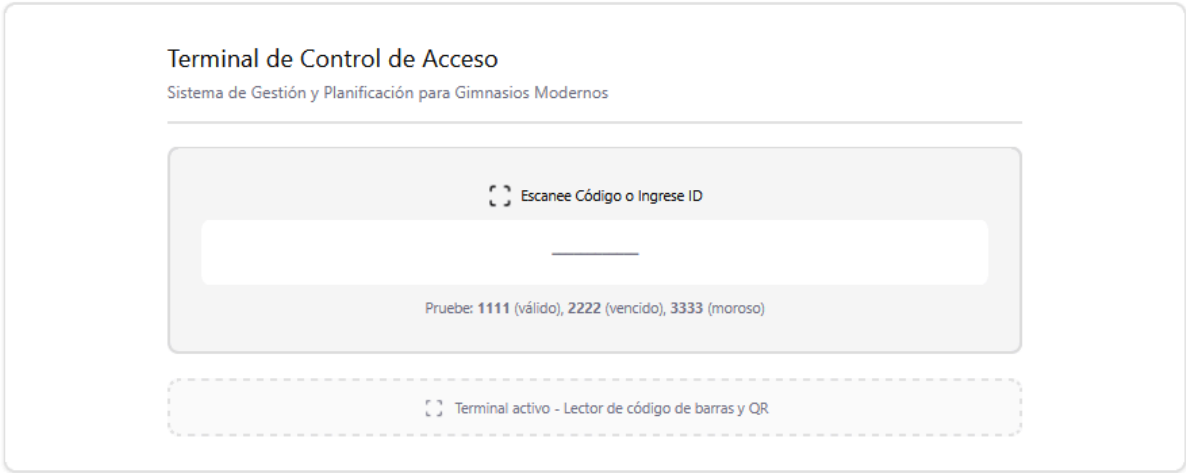 Terminal de Control de Acceso
Sistema de Gestión y Planificación para Gimnasios Modernos
Escanee Código o Ingrese ID
Pruebe: 1111 (válido), 2222 (vencido), 3333 (moroso)
Terminal activo - Lector de código de barras y QR